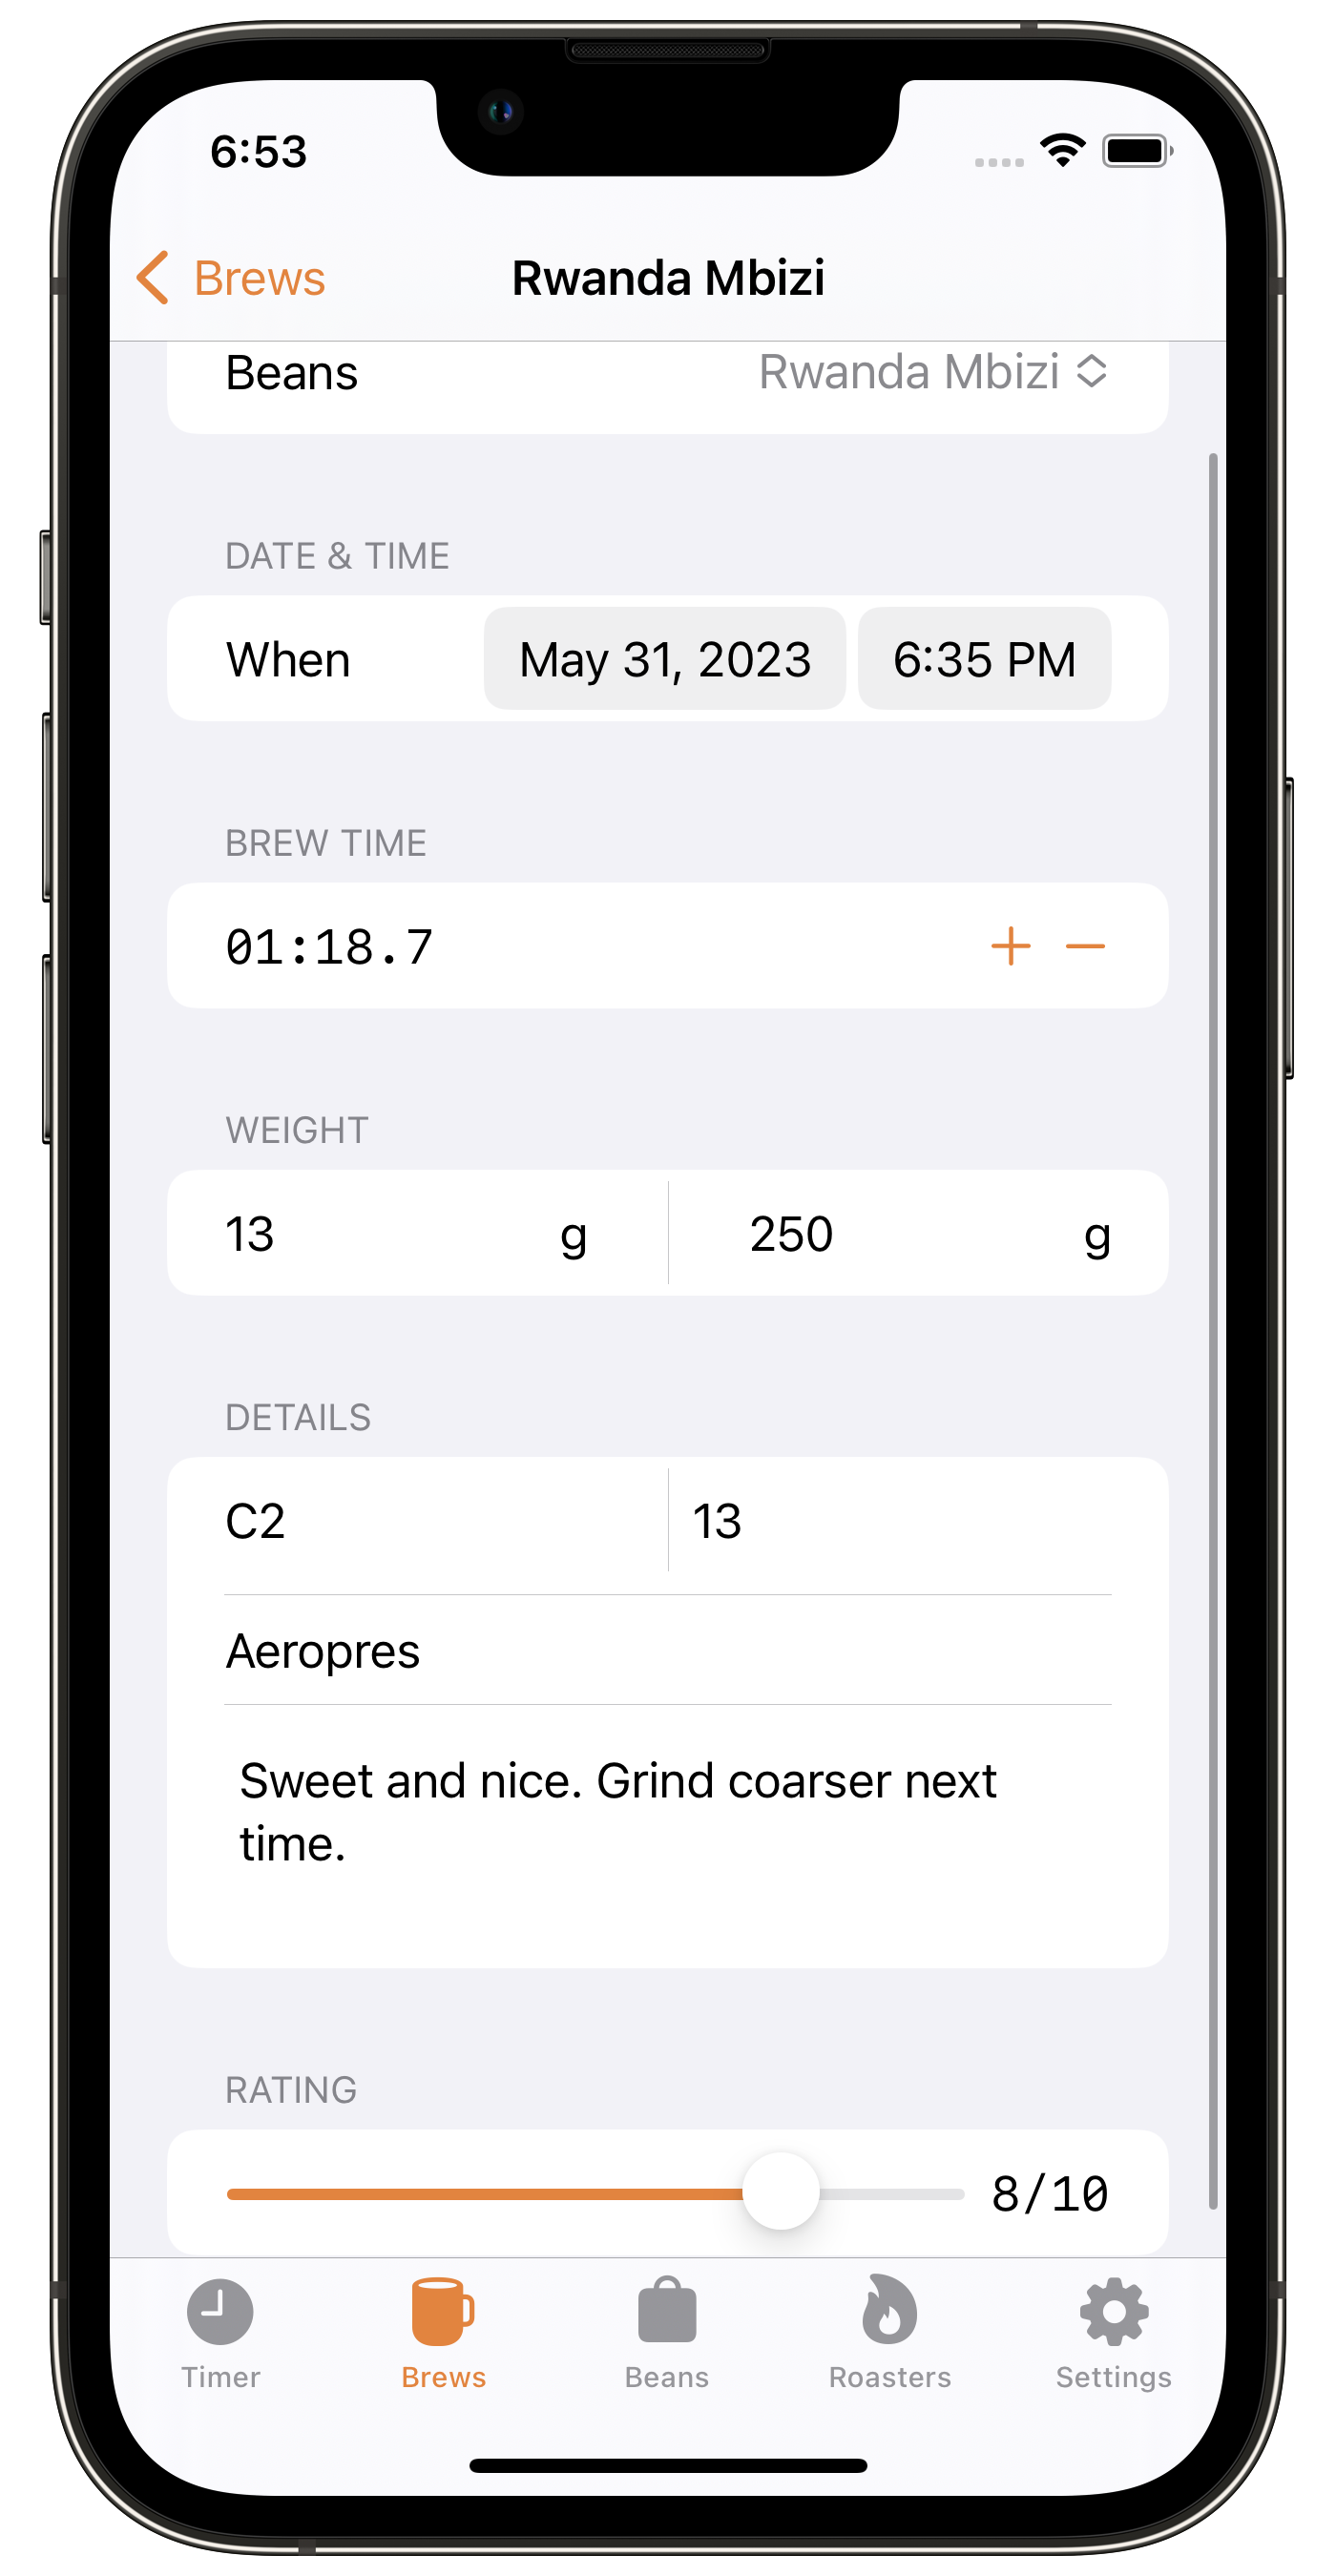 6:53
Brews
Rwanda Mbizi
Beans Rwanda Mbizi
DATE & TIME
When May 31, 2023 6:35 PM
BREW TIME
01:18.7
WEIGHT
13 g 250 g
DETAILS
C2 13
Aeropres
Sweet and nice. Grind coarser next
time.
RATING
8/10
Timer Brews Beans Roasters Settings